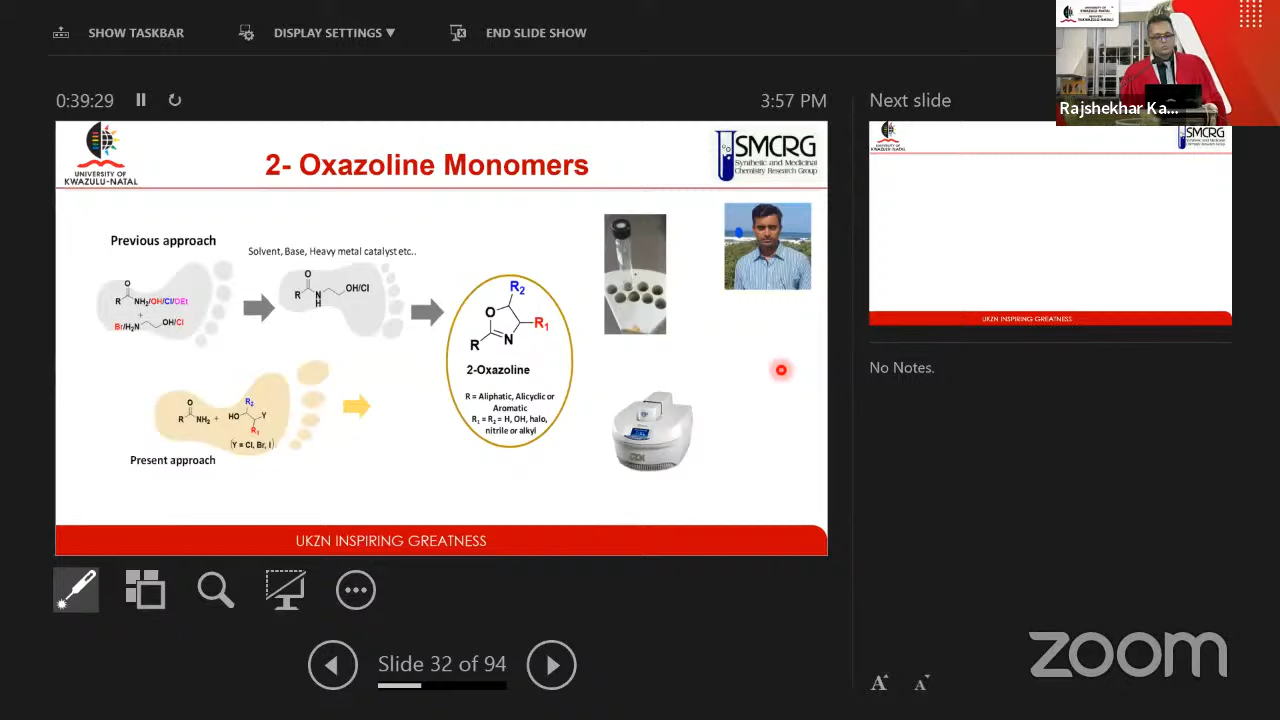 SHOW TASKBAR
DISPLAY SETTINGS ▼
END SLIDE SHOW
Rajshekhar Ka...
0:39:29
3:57 PM
Next slide
UNIVERSITY OF
KWAZULU-NATAL
2- Oxazoline Monomers
SMCRG
Synthetic and Medicinal
Chemistry Research Group
Previous approach
Solvent, Base, Heavy metal catalyst etc..
O
R NH₂/OH/Cl/OEt
+
Br/H₂N OH/Cl
O
R N OH/Cl
H
R₂
O
R₁
R N
2-Oxazoline
R = Aliphatic, Alicyclic or
Aromatic
R₁ = R₂ = H, OH, halo,
nitrile or alkyl
O
R NH₂ + HO R₂ Y
R₁
(Y = Cl, Br, I)
Present approach
UKZN INSPIRING GREATNESS
SMCRG
UKZN INSPIRING GREATNESS
No Notes.
Slide 32 of 94
A A
zoom